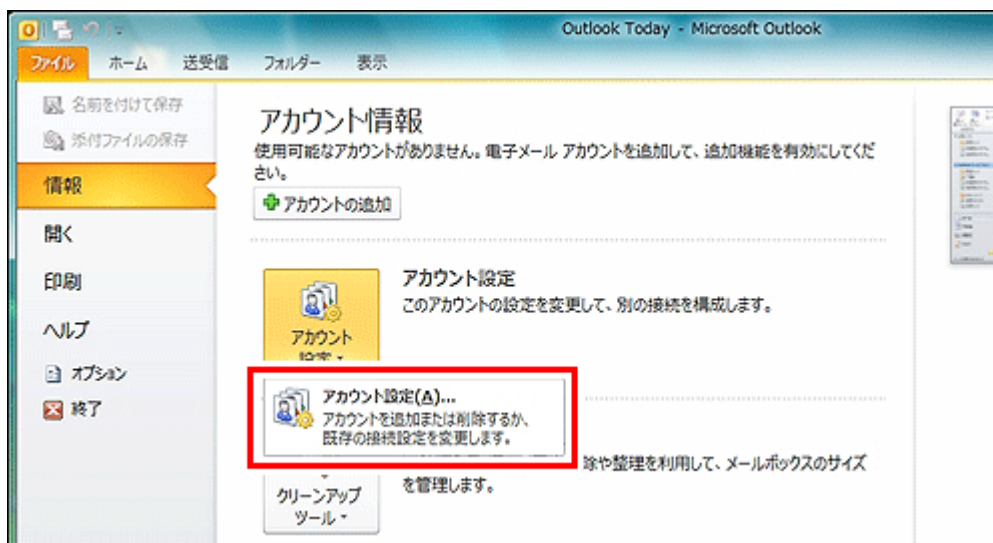 Outlook Today - Microsoft Outlook
ファイル ホーム 送受信 フォルダー 表示
名前を付けて保存
添付ファイルの保存
情報
開く
印刷
ヘルプ
オプション
終了
アカウント情報
使用可能なアカウントがありません。電子メール アカウントを追加して、追加機能を有効にしてくだ
さい。
アカウントの追加
アカウント
設定
アカウント設定
このアカウントの設定を変更して、別の接続を構成します。
アカウント設定(A)...
アカウントを追加または削除するか、
既存の接続設定を変更します。
除や整理を利用して、メールボックスのサイズ
を管理します。
クリーンアップ
ツール